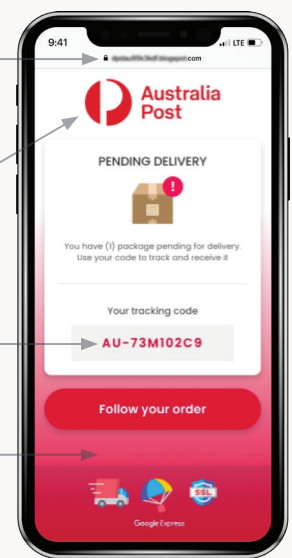 9:41
LTE
.com
Australia
Post
PENDING DELIVERY
!
You have (1) package pending for delivery.
Use your code to track and receive it
Your tracking code
AU-73M102C9
Follow your order
SSL
Google Express